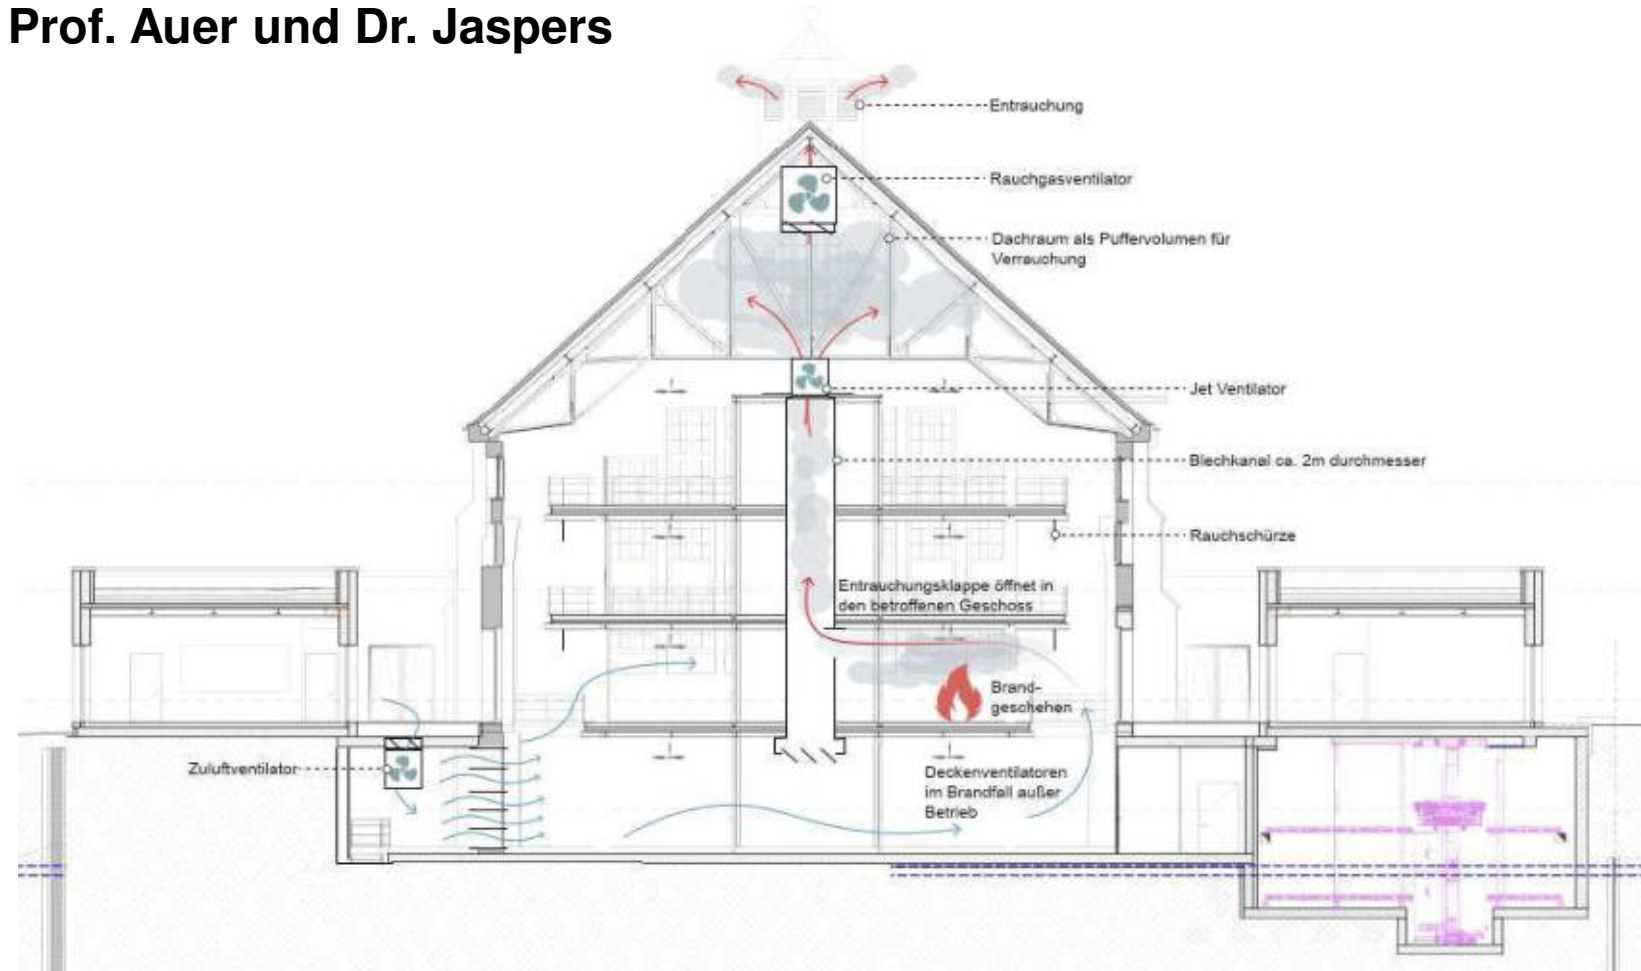 Prof. Auer und Dr. Jaspers
Entrauchung
Rauchgasventilator
Dachraum als Puffervolumen für
Verrauchung
Jet Ventilator
Blechkanal ca. 2m durchmesser
Rauchschürze
Entrauchungsklappe öffnet in
den betroffenen Geschoss
Brand-
geschehen
Zuluftventilator
Deckenventilatoren
im Brandfall außer
Betrieb